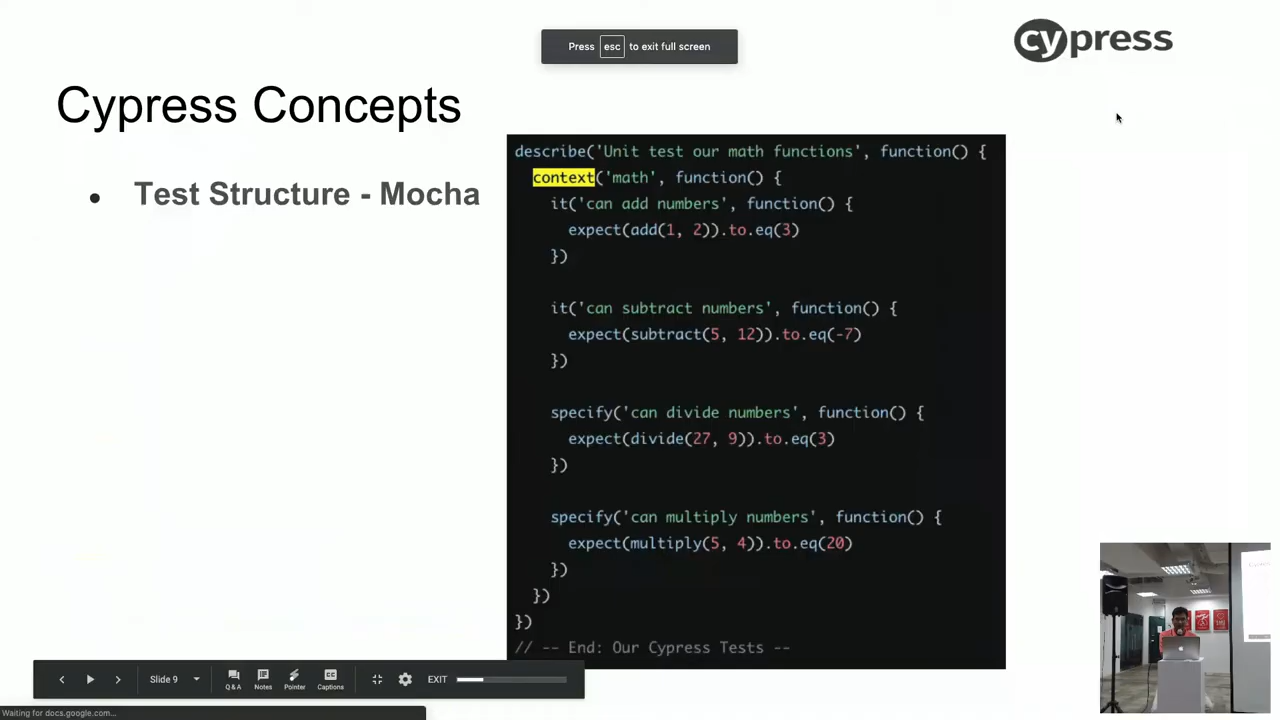 Press esc to exit full screen
cypress
Cypress Concepts
● Test Structure - Mocha
describe('Unit test our math functions', function() {
context('math', function() {
it('can add numbers', function() {
expect(add(1, 2)).to.eq(3)
})
it('can subtract numbers', function() {
expect(subtract(5, 12)).to.eq(-7)
})
specify('can divide numbers', function() {
expect(divide(27, 9)).to.eq(3)
})
specify('can multiply numbers', function() {
expect(multiply(5, 4)).to.eq(20)
})
})
})
// -- End: Our Cypress Tests --
Slide 9
Q & A
Notes
Pointer
Captions
EXIT
Waiting for docs.google.com...